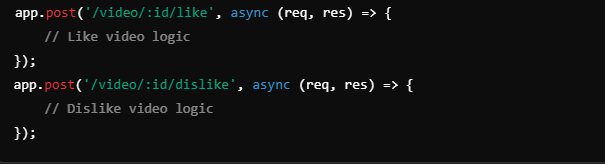 app.post('/video/:id/like', async (req, res) => {
    // Like video logic
});
app.post('/video/:id/dislike', async (req, res) => {
    // Dislike video logic
});